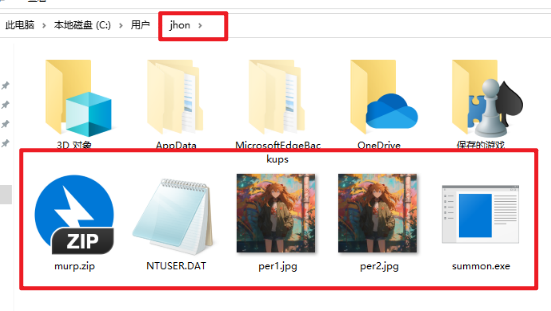 此电脑 › 本地磁盘 (C:) › 用户 › jhon ›
3D 对象
AppData
MicrosoftEdgeBackups
OneDrive
保存的游戏
ZIP
murp.zip
NTUSER.DAT
per1.jpg
per2.jpg
summon.exe